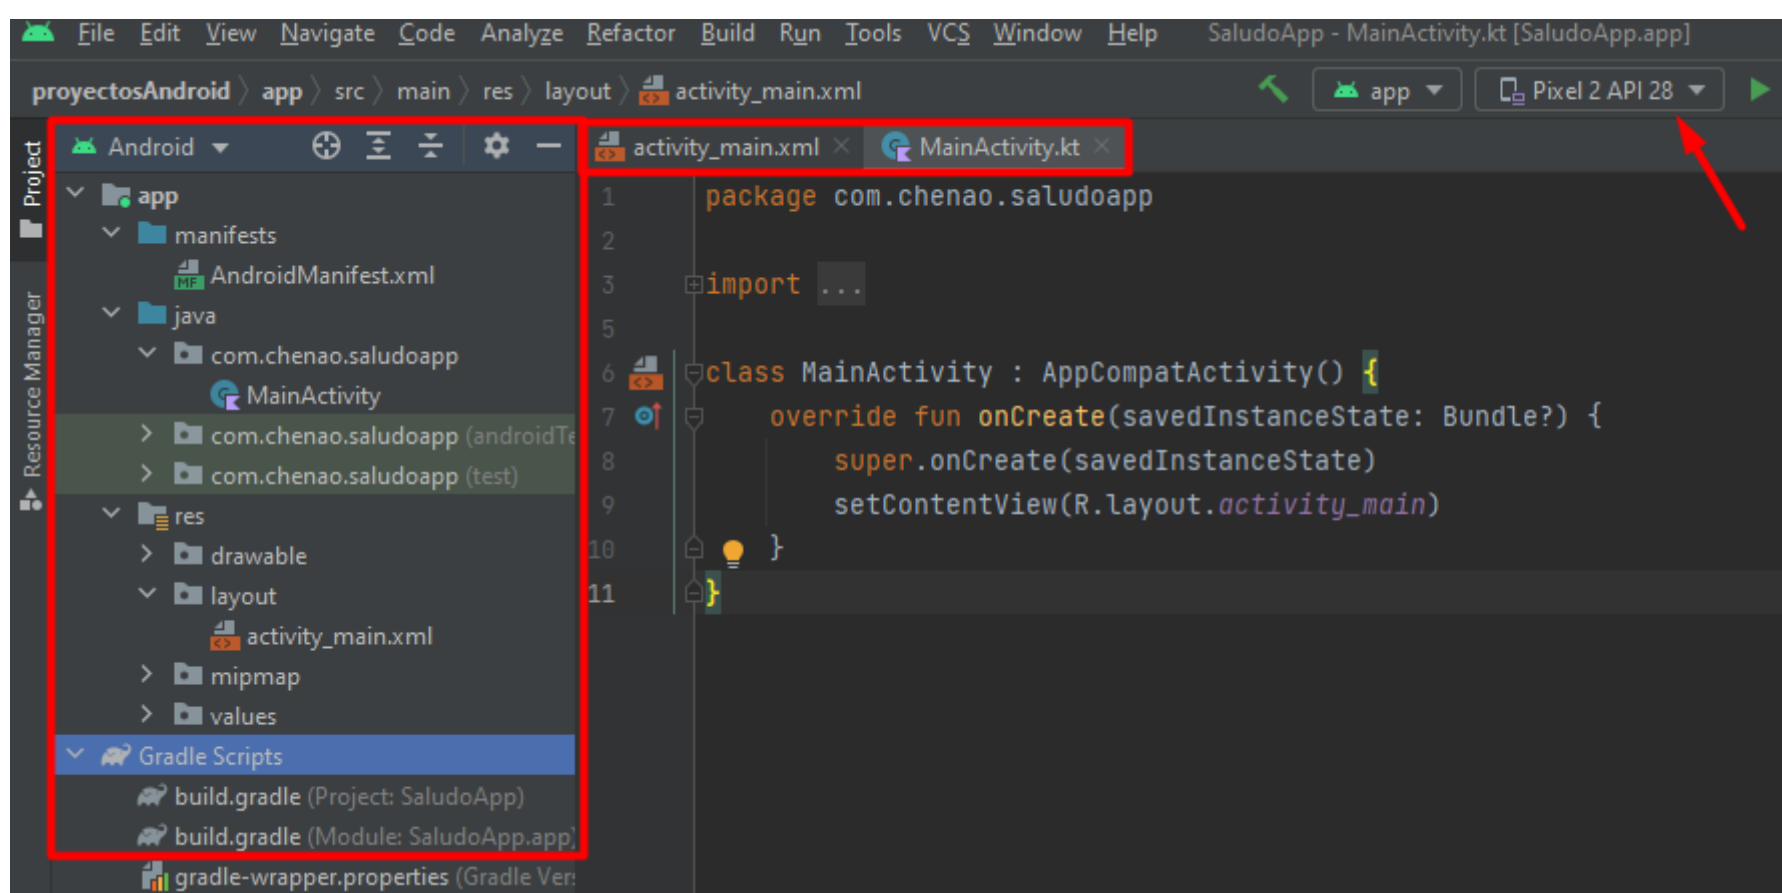 File Edit View Navigate Code Analyze Refactor Build Run Tools VCS Window Help SaludoApp - MainActivity.kt [SaludoApp.app]
proyectosAndroid app src main res layout activity_main.xml app Pixel 2 API 28
Project
Resource Manager
Android
app
manifests
AndroidManifest.xml
java
com.chenao.saludoapp
MainActivity
com.chenao.saludoapp (androidTe
com.chenao.saludoapp (test)
res
drawable
layout
activity_main.xml
mipmap
values
Gradle Scripts
build.gradle (Project: SaludoApp)
build.gradle (Module: SaludoApp.app)
gradle-wrapper.properties (Gradle Ver
activity_main.xml MainActivity.kt
1 package com.chenao.saludoapp
2
3 import ...
5
6 class MainActivity : AppCompatActivity() {
7 override fun onCreate(savedInstanceState: Bundle?) {
8 super.onCreate(savedInstanceState)
9 setContentView(R.layout.activity_main)
10 }
11 }